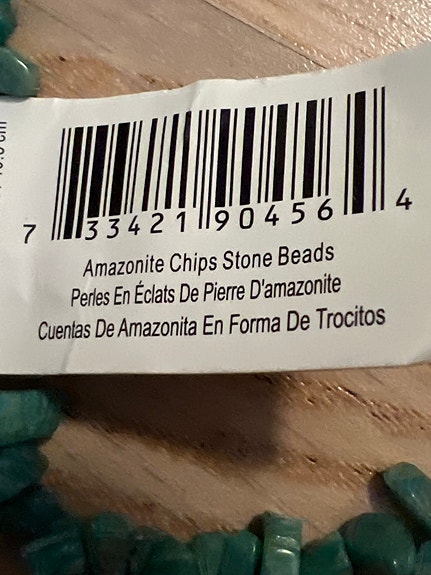 7 33421 90456 4
Amazonite Chips Stone Beads
Perles En Éclats De Pierre D'amazonite
Cuentas De Amazonita En Forma De Trocitos